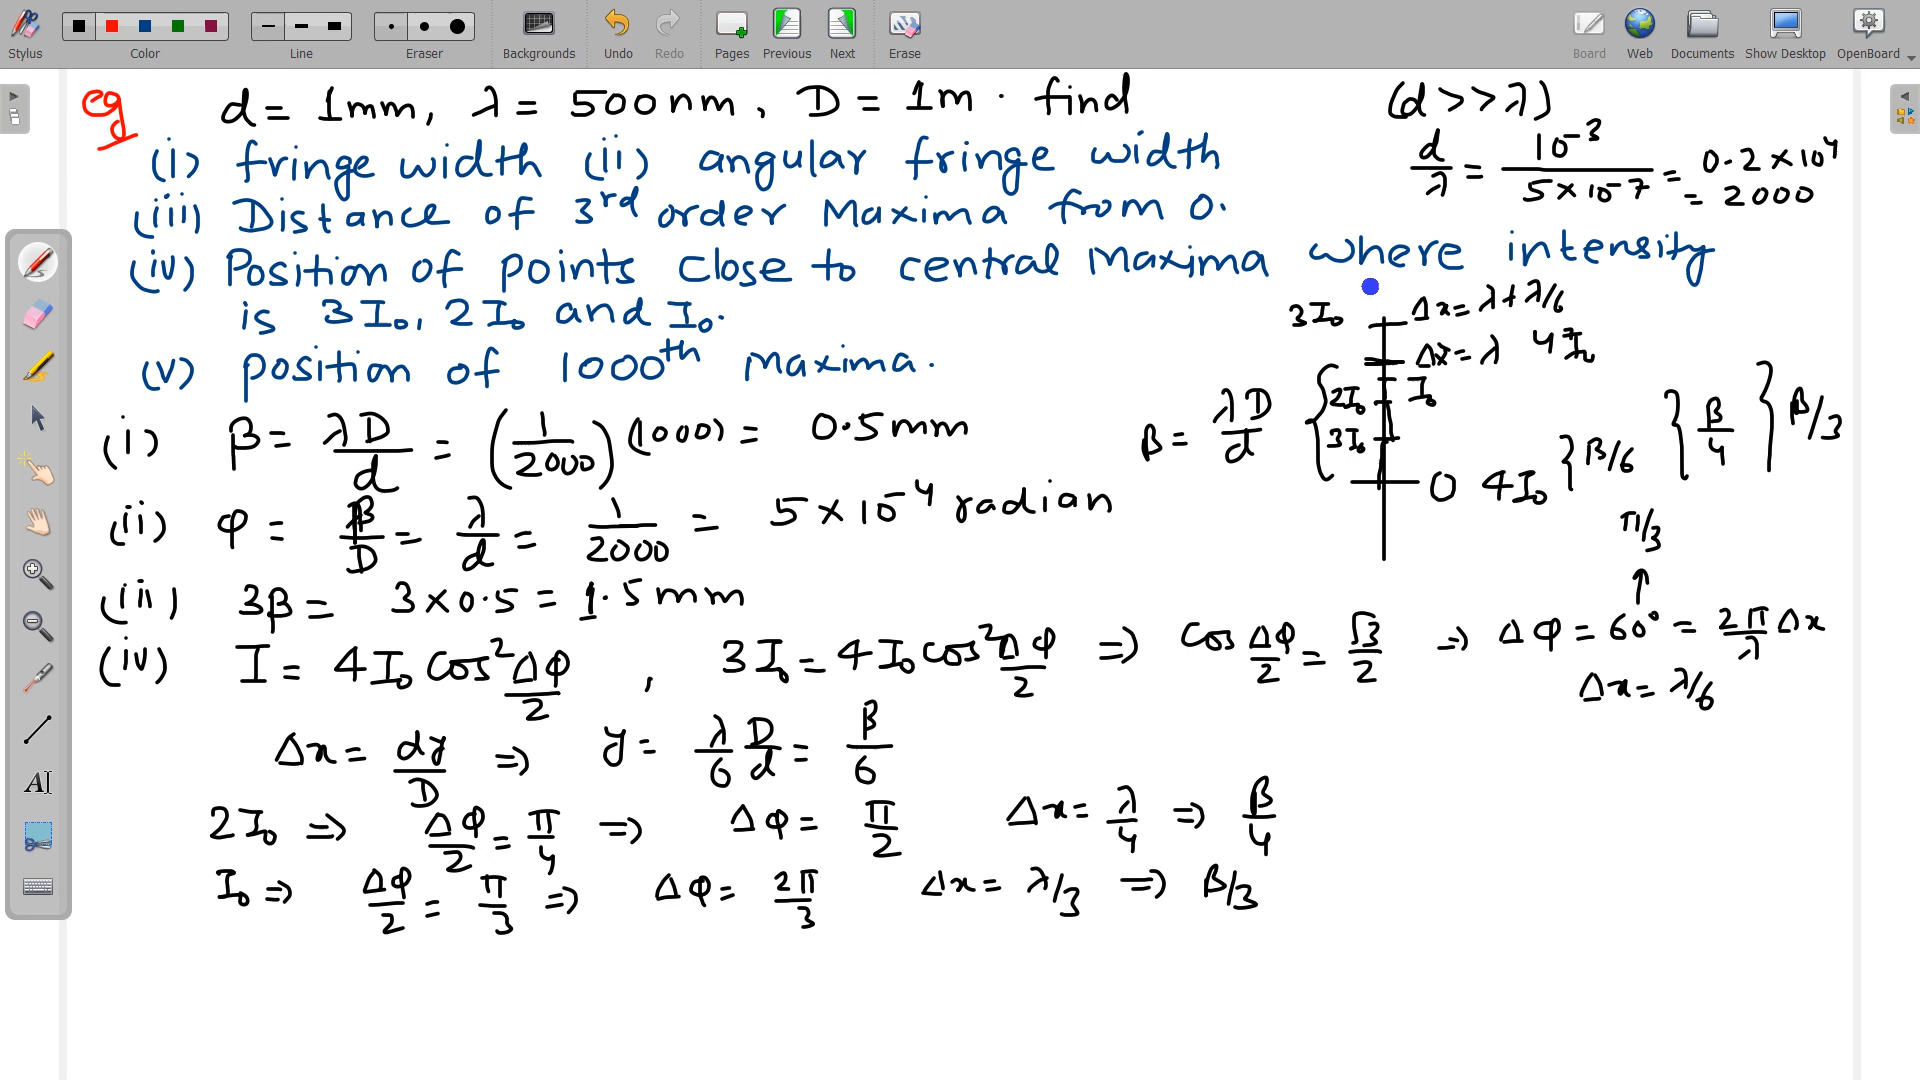 Stylus Color Line Eraser Backgrounds Undo Redo Pages Previous Next Erase Board Web Documents Show Desktop OpenBoard
eg d = 1mm, λ = 500nm, D = 1m. find
(i) fringe width (ii) angular fringe width
(iii) Distance of 3rd order Maxima from O.
(iv) Position of points close to central Maxima where intensity
is 3I₀, 2I₀ and I₀.
(v) position of 1000th Maxima.
(d >> λ)
d/λ = 10⁻³/(5×10⁻⁷) = 0.2×10⁴
= 2000
3I₀ Δx = λ + λ/6
Δx = λ 4I₀
2I₀ I₀
3I₀
β = λD/d
O 4I₀ } β/6 } β/4 } β/3
(i) β = λD/d = (1/2000)(1000) = 0.5mm
(ii) φ = β/D = λ/d = 1/2000 = 5×10⁻⁴ radian
(iii) 3β = 3×0.5 = 1.5mm
(iv) I = 4I₀ cos² Δφ/2 , 3I₀ = 4I₀ cos² Δφ/2 ⇒ cos Δφ/2 = √3/2 ⇒ Δφ = 60° = 2π/λ Δx
π/3
↑
Δx = λ/6
Δx = dy/D ⇒ y = λ/6 D/d = β/6
2I₀ ⇒ Δφ/2 = π/4 ⇒ Δφ = π/2 Δx = λ/4 ⇒ β/4
I₀ ⇒ Δφ/2 = π/3 ⇒ Δφ = 2π/3 Δx = λ/3 ⇒ β/3